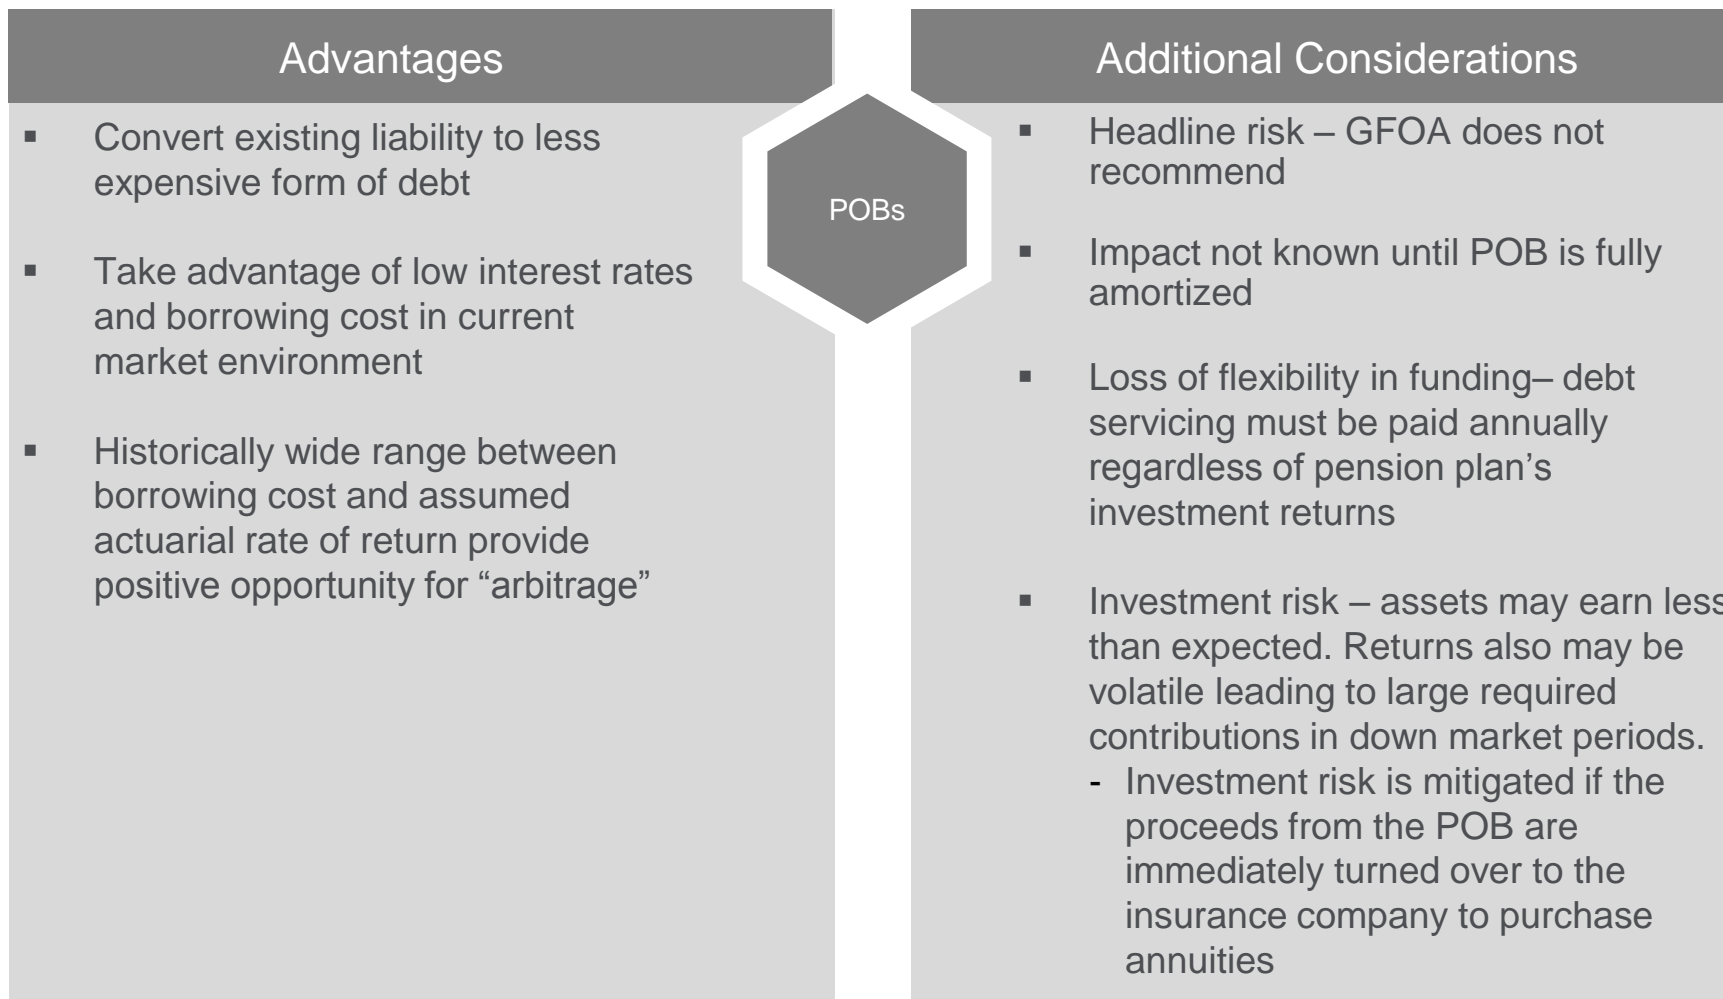 Advantages
▪ Convert existing liability to less
expensive form of debt
▪ Take advantage of low interest rates
and borrowing cost in current
market environment
▪ Historically wide range between
borrowing cost and assumed
actuarial rate of return provide
positive opportunity for “arbitrage”
POBs
Additional Considerations
▪ Headline risk – GFOA does not
recommend
▪ Impact not known until POB is fully
amortized
▪ Loss of flexibility in funding– debt
servicing must be paid annually
regardless of pension plan’s
investment returns
▪ Investment risk – assets may earn less
than expected. Returns also may be
volatile leading to large required
contributions in down market periods.
- Investment risk is mitigated if the
proceeds from the POB are
immediately turned over to the
insurance company to purchase
annuities